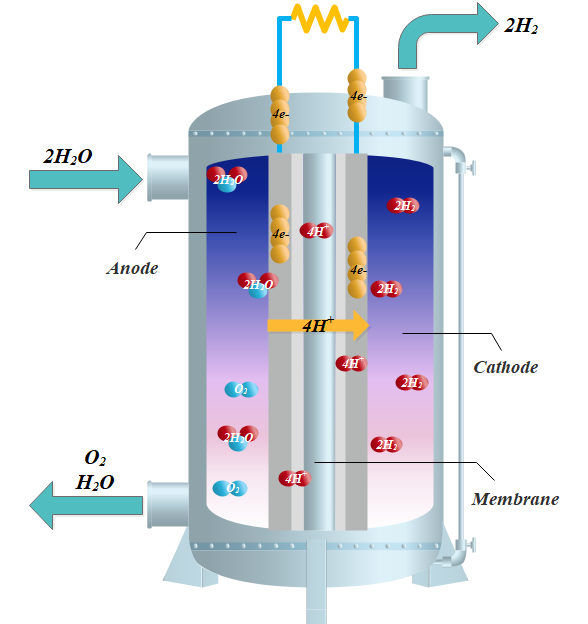 2H₂
4e-
4e-
2H₂O
2H₂O
2H₂
4H⁺
4e-
Anode
4e-
2H₂O
2H₂
4H⁺
4H⁺
Cathode
2H₂
O₂
2H₂O
2H₂
O₂
H₂O
4H⁺
O₂
Membrane